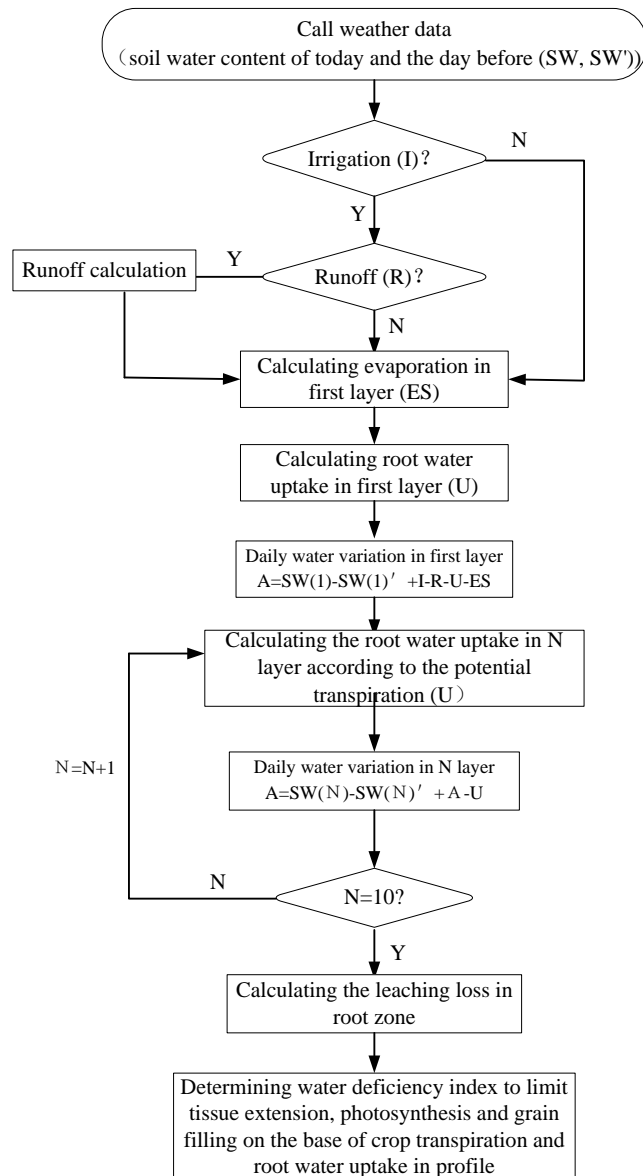 Call weather data
（soil water content of today and the day before (SW, SW'))
Irrigation (I)？
N
Y
Runoff calculation
Y
Runoff (R)？
N
Calculating evaporation in
first layer (ES)
Calculating root water
uptake in first layer (U)
Daily water variation in first layer
A=SW(1)-SW(1)′ +I-R-U-ES
Calculating the root water uptake in N
layer according to the potential
transpiration (U）
N=N+1
Daily water variation in N layer
A=SW(N)-SW(N)′ +A-U
N
N=10?
Y
Calculating the leaching loss in
root zone
Determining water deficiency index to limit
tissue extension, photosynthesis and grain
filling on the base of crop transpiration and
root water uptake in profile